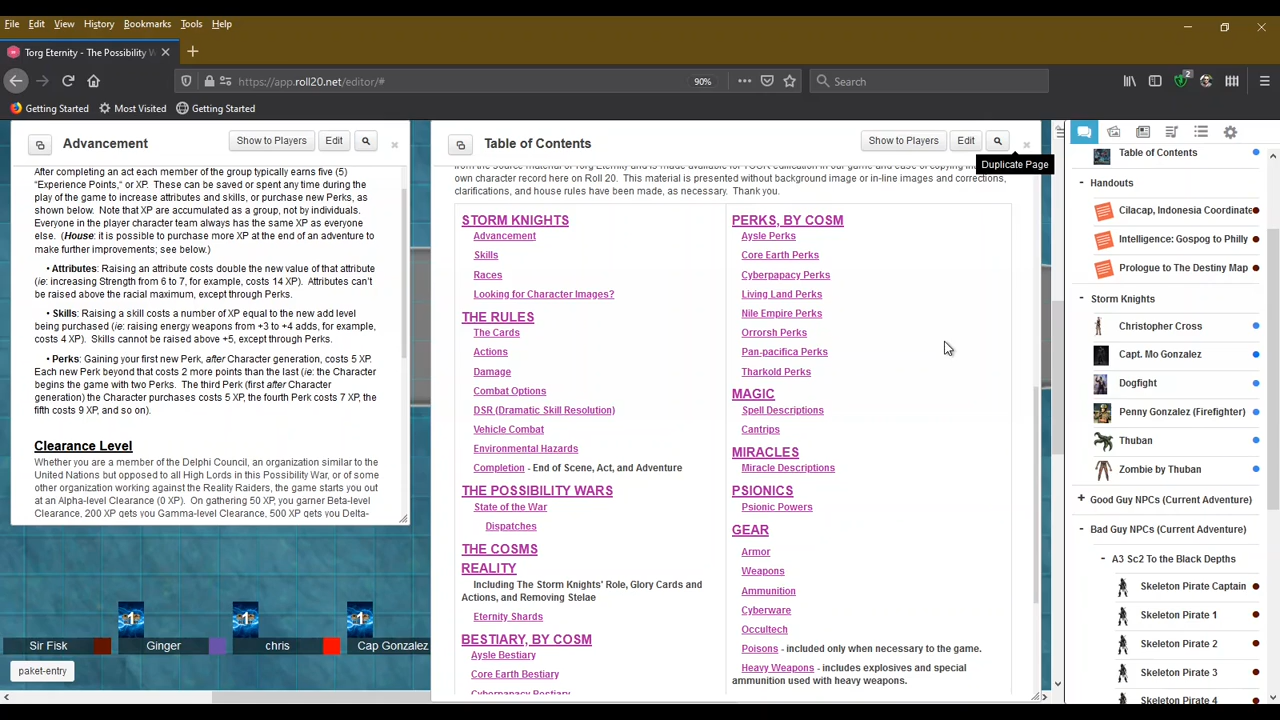 File Edit View History Bookmarks Tools Help
Torg Eternity - The Possibility W
https://app.roll20.net/editor/#
90%
Search
2
Getting Started Most Visited Getting Started
Advancement
Show to Players
Edit
After completing an act each member of the group typically earns five (5)
"Experience Points," or XP. These can be saved or spent any time during the
play of the game to increase attributes and skills, or purchase new Perks, as
shown below. Note that XP are accumulated as a group, not by individuals.
Everyone in the player character team always has the same XP as everyone
else. (House: it is possible to purchase more XP at the end of an adventure to
make further improvements; see below.)
• Attributes: Raising an attribute costs double the new value of that attribute
(ie: increasing Strength from 6 to 7, for example, costs 14 XP). Attributes can't
be raised above the racial maximum, except through Perks.
• Skills: Raising a skill costs a number of XP equal to the new add level
being purchased (ie: raising energy weapons from +3 to +4 adds, for example,
costs 4 XP). Skills cannot be raised above +5, except through Perks.
• Perks: Gaining your first new Perk, after Character generation, costs 5 XP.
Each new Perk beyond that costs 2 more points than the last (ie: the Character
begins the game with two Perks. The third Perk (first after Character
generation) the Character purchases costs 5 XP, the fourth Perk costs 7 XP, the
fifth costs 9 XP, and so on).
Clearance Level
Whether you are a member of the Delphi Council, an organization similar to the
United Nations but opposed to all High Lords in this Possibility War, or of some
other organization working against the Reality Raiders, the game starts you out
at an Alpha-level Clearance (0 XP). On gathering 50 XP, you garner Beta-level
Clearance, 200 XP gets you Gamma-level Clearance, 500 XP gets you Delta-
1 1 1
Sir Fisk Ginger chris Cap Gonzalez
paket-entry
Table of Contents
Show to Players
Edit
Duplicate Page
own character record here on Roll 20. This material is presented without background image or in-line images and corrections,
clarifications, and house rules have been made, as necessary. Thank you.
STORM KNIGHTS
Advancement
Skills
Races
Looking for Character Images?
THE RULES
The Cards
Actions
Damage
Combat Options
DSR (Dramatic Skill Resolution)
Vehicle Combat
Environmental Hazards
Completion - End of Scene, Act, and Adventure
THE POSSIBILITY WARS
State of the War
Dispatches
THE COSMS
REALITY
Including The Storm Knights' Role, Glory Cards and
Actions, and Removing Stelae
Eternity Shards
BESTIARY, BY COSM
Aysle Bestiary
Core Earth Bestiary
Cyberpapacy Bestiary
PERKS, BY COSM
Aysle Perks
Core Earth Perks
Cyberpapacy Perks
Living Land Perks
Nile Empire Perks
Orrorsh Perks
Pan-pacifica Perks
Tharkold Perks
MAGIC
Spell Descriptions
Cantrips
MIRACLES
Miracle Descriptions
PSIONICS
Psionic Powers
GEAR
Armor
Weapons
Ammunition
Cyberware
Occultech
Poisons - included only when necessary to the game.
Heavy Weapons - includes explosives and special
ammunition used with heavy weapons.
Table of Contents
Handouts
Cilacap, Indonesia Coordinate
Intelligence: Gospog to Philly
Prologue to The Destiny Map
Storm Knights
Christopher Cross
Capt. Mo Gonzalez
Dogfight
Penny Gonzalez (Firefighter)
Thuban
Zombie by Thuban
Good Guy NPCs (Current Adventure)
Bad Guy NPCs (Current Adventure)
A3 Sc2 To the Black Depths
Skeleton Pirate Captain
Skeleton Pirate 1
Skeleton Pirate 2
Skeleton Pirate 3
Skeleton Pirate 4